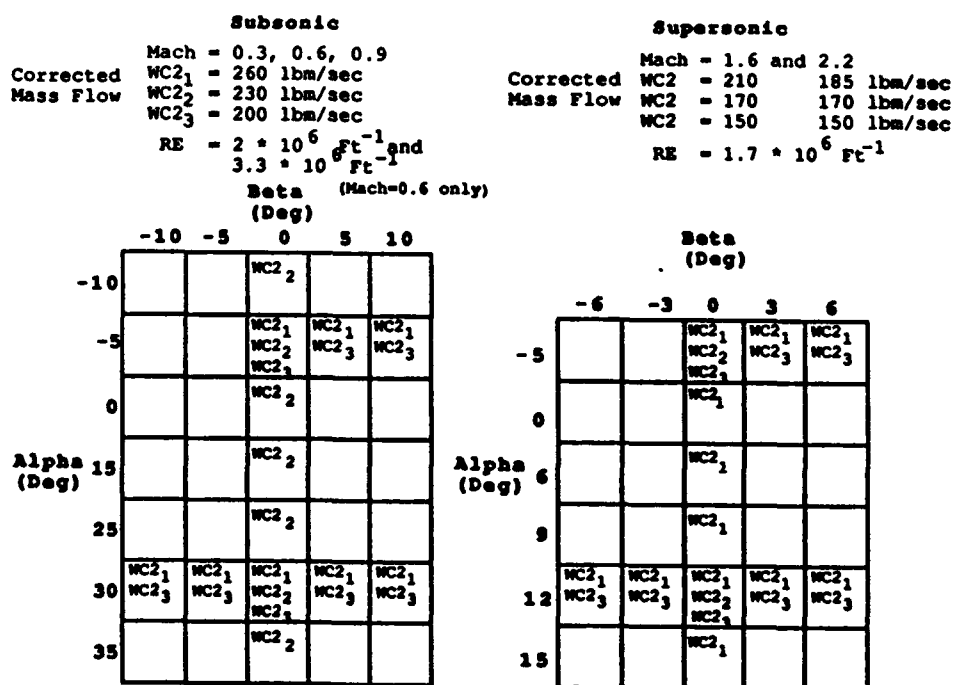 Subsonic
Mach = 0.3, 0.6, 0.9
Corrected Mass Flow
WC2₁ = 260 lbm/sec
WC2₂ = 230 lbm/sec
WC2₃ = 200 lbm/sec
RE = 2 * 10⁶ Ft⁻¹ and
3.3 * 10⁶ Ft⁻¹
(Mach=0.6 only)
Beta
(Deg)
-10 -5 0 5 10
-10 WC2₂
-5 WC2₁ WC2₁ WC2₁
WC2₂ WC2₃ WC2₃
WC2₃
0 WC2₂
Alpha
(Deg)
15 WC2₂
25 WC2₂
30 WC2₁ WC2₁ WC2₁ WC2₁ WC2₁
WC2₃ WC2₃ WC2₂ WC2₃ WC2₃
WC2₃
35 WC2₂
Supersonic
Mach = 1.6 and 2.2
Corrected Mass Flow
WC2 = 210 185 lbm/sec
WC2 = 170 170 lbm/sec
WC2 = 150 150 lbm/sec
RE = 1.7 * 10⁶ Ft⁻¹
Beta
(Deg)
-6 -3 0 3 6
-5 WC2₁ WC2₁ WC2₁
WC2₂ WC2₃ WC2₃
WC2₃
0 WC2₁
Alpha
(Deg)
6 WC2₁
9 WC2₁
12 WC2₁ WC2₁ WC2₁ WC2₁ WC2₁
WC2₃ WC2₃ WC2₂ WC2₃ WC2₃
WC2₃
15 WC2₁